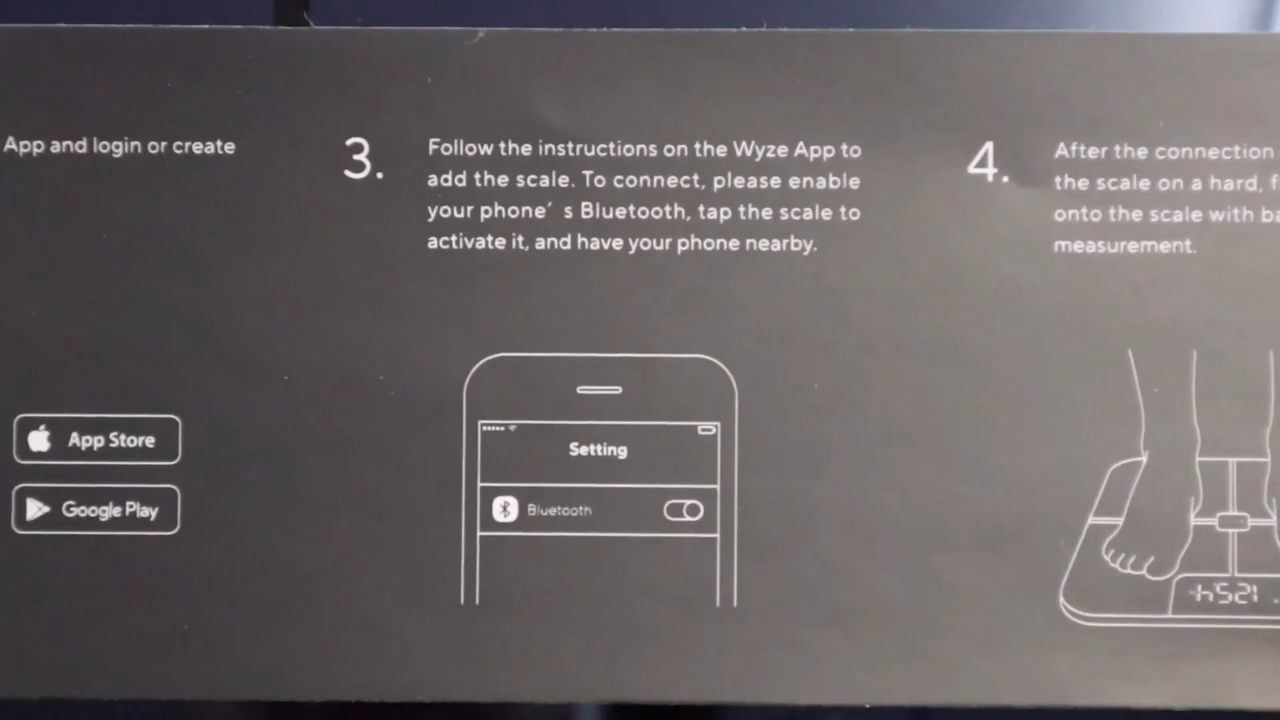 App and login or create
3.
Follow the instructions on the Wyze App to
add the scale. To connect, please enable
your phone’ s Bluetooth, tap the scale to
activate it, and have your phone nearby.
4.
After the connection
the scale on a hard,
onto the scale with
measurement.
App Store
Google Play
Setting
Bluetooth